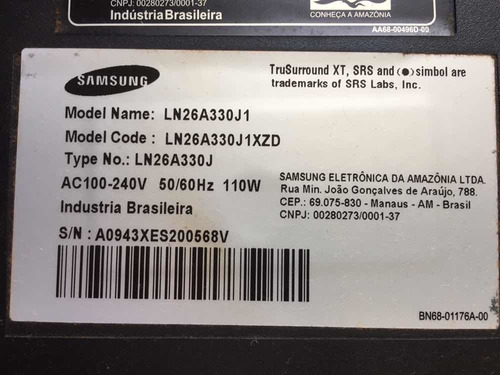 CNPJ: 00280273/0001-37
Indústria Brasileira
CONHEÇA A AMAZÔNIA
AA68-00496D-00
SAMSUNG
TruSurround XT, SRS and (●) simbol are
trademarks of SRS Labs, Inc.
Model Name: LN26A330J1
Model Code : LN26A330J1XZD
Type No.: LN26A330J
AC100-240V 50/60Hz 110W
Industria Brasileira
S/N : A0943XES200568V
SAMSUNG ELETRÔNICA DA AMAZÔNIA LTDA.
Rua Min. João Gonçalves de Araújo, 788.
CEP.: 69.075-830 - Manaus - AM - Brasil
CNPJ: 00280273/0001-37
BN68-01176A-00